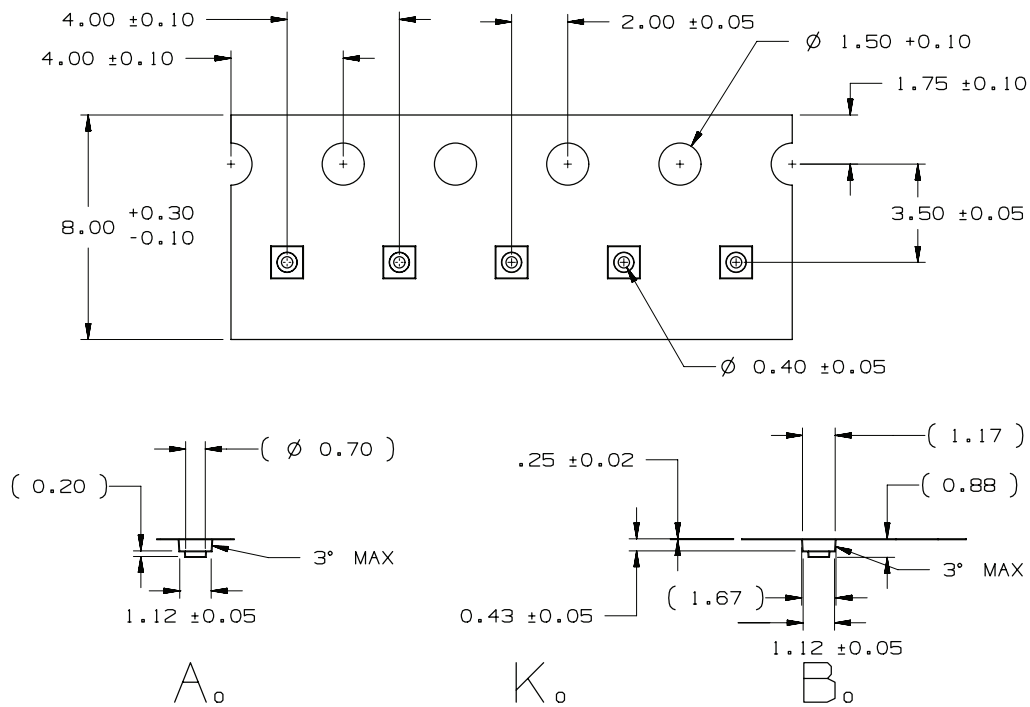 4.00 ±0.10
2.00 ±0.05
Ø 1.50 +0.10
4.00 ±0.10
1.75 ±0.10
8.00 +0.30
-0.10
3.50 ±0.05
Ø 0.40 ±0.05
( Ø 0.70 )
( 1.17 )
.25 ±0.02
( 0.20 )
( 0.88 )
3° MAX
3° MAX
( 1.67 )
1.12 ±0.05
0.43 ±0.05
1.12 ±0.05
Ao
Ko
Bo